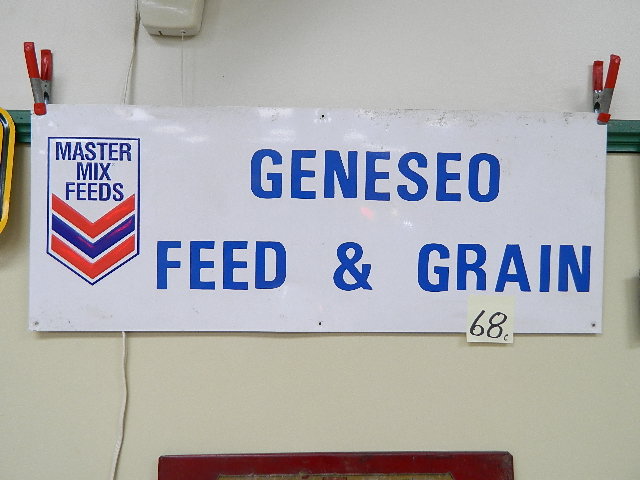 MASTER
MIX
FEEDS
GENESEO
FEED & GRAIN
68c